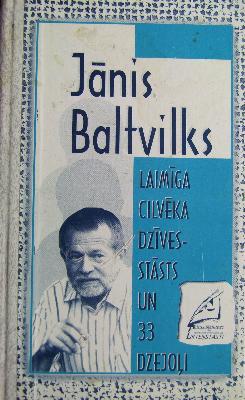 Jānis
Baltvilks
LAIMĪGA
CILVĒKA
DZĪVES-
STĀSTS
UN
33
DZEJOĻI